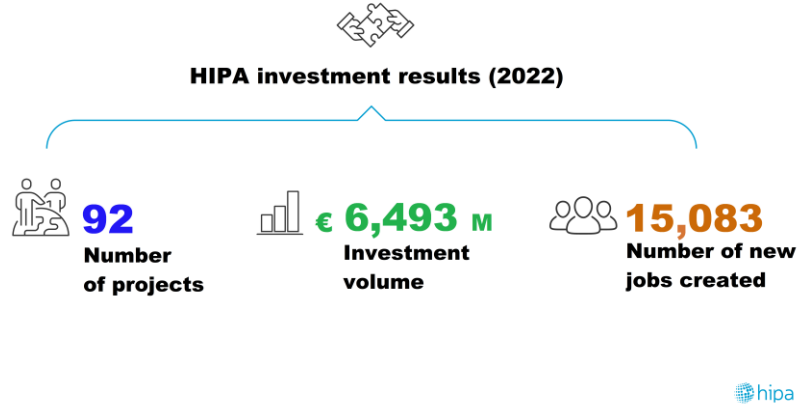 HIPA investment results (2022)
92
Number
of projects
€ 6,493 M
Investment
volume
15,083
Number of new
jobs created
hipa